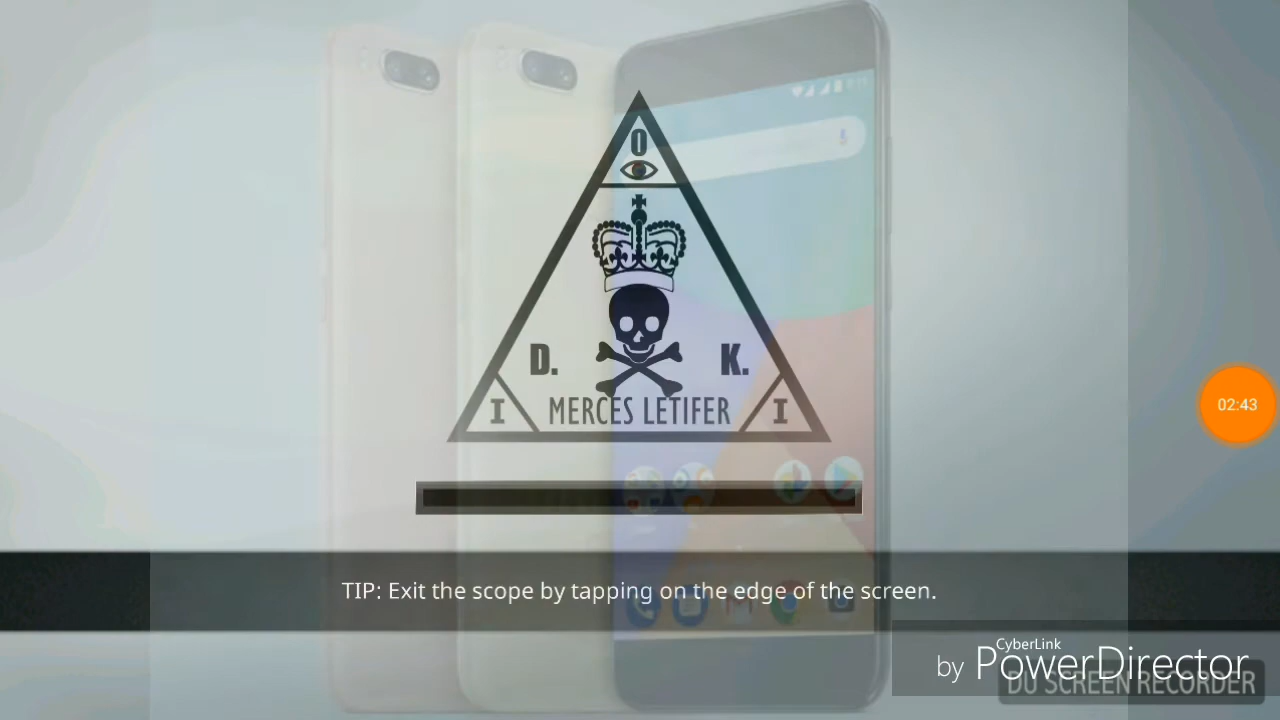 O
D.
K.
I
MERCES LETIFER
I
02:43
TIP: Exit the scope by tapping on the edge of the screen.
CyberLink
by PowerDirector
DU SCREEN RECORDER